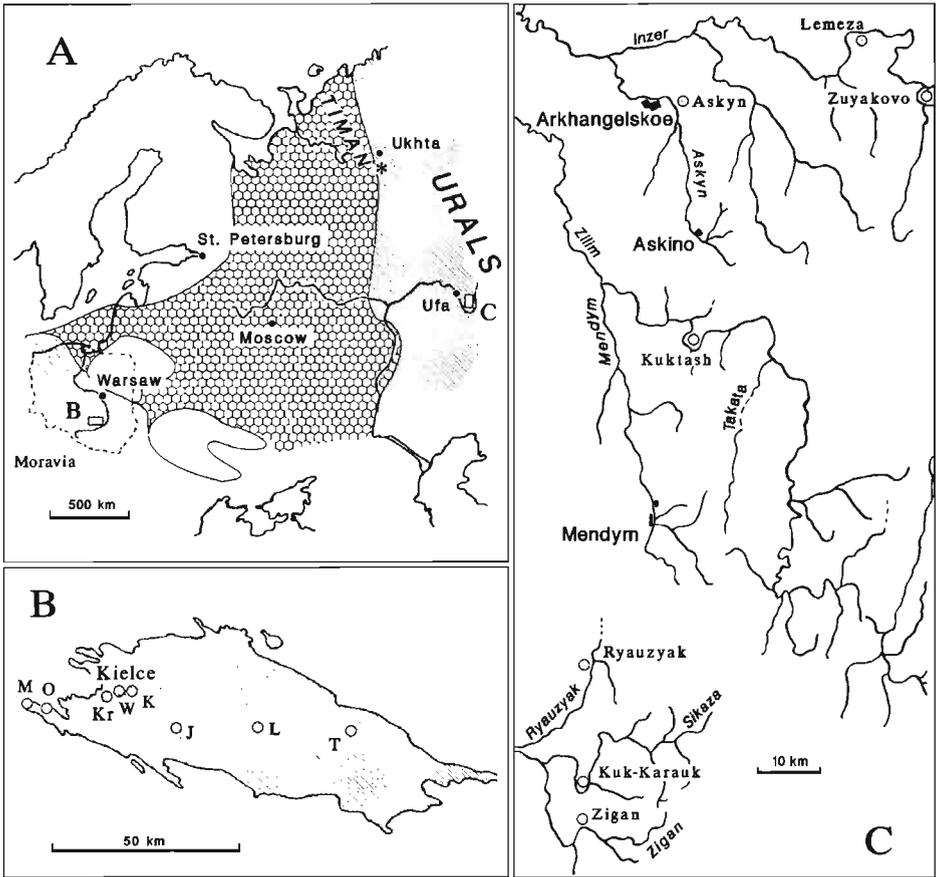 A
TIMAN
Ukhta
*
URALS
St. Petersburg
Ufa
C
Moscow
Warsaw
B
Moravia
500 km
B
Kielce
M O
Kr W K
J L T
50 km
Lemeza
Inzer
Zuyakovo
Askyn
Arkhangelskoe
Askyn
Askino
Zilim
Mendym
Kuktash
Takata
Mendym
Ryauzyak
Ryauzyak
Sikaza
10 km
Kuk-Karauk
Zigan
Zigan
C